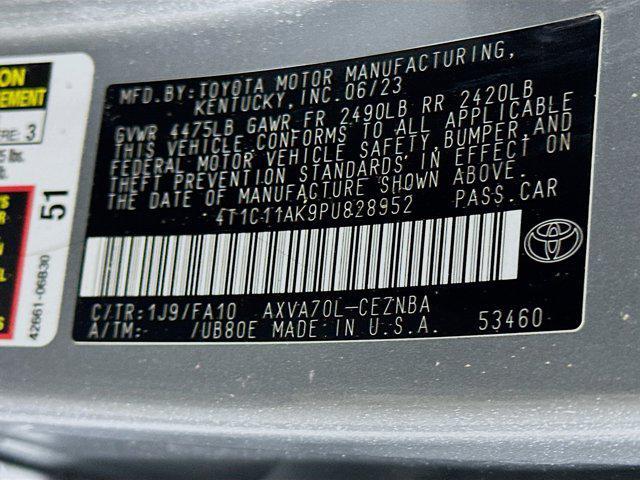 MFD.BY:TOYOTA MOTOR MANUFACTURING,
KENTUCKY,INC.06/23
GVWR 4475LB GAWR FR 2490LB RR 2420LB
THIS VEHICLE CONFORMS TO ALL APPLICABLE
FEDERAL MOTOR VEHICLE SAFETY,BUMPER,AND
THEFT PREVENTION STANDARDS IN EFFECT ON
THE DATE OF MANUFACTURE SHOWN ABOVE.
4T1C11AK9PU828952 PASS.CAR
C/TR:1J9/FA10 AXVA70L-CEZNBA
A/TM:- /UB80E MADE IN U.S.A. 53460
3
51
42661-06B30